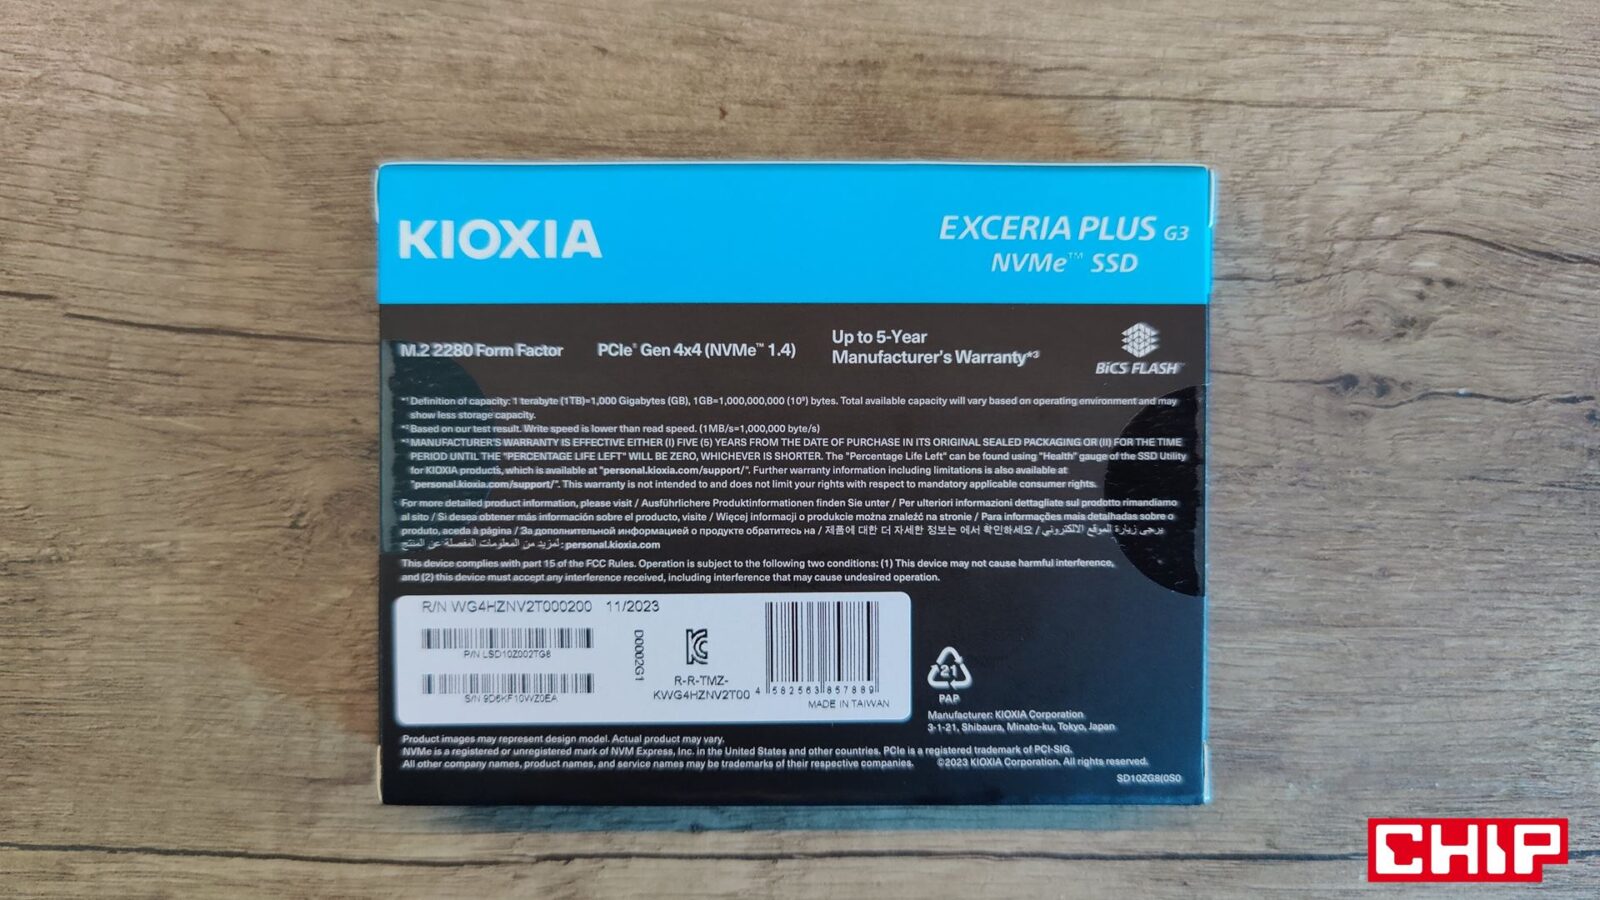 KIOXIA
EXCERIA PLUS G3
NVMe™ SSD
M.2 2280 Form Factor
PCIe® Gen 4x4 (NVMe™ 1.4)
Up to 5-Year
Manufacturer's Warranty*3
BiCS FLASH™
*1 Definition of capacity: 1 terabyte (1TB)=1,000 Gigabytes (GB), 1GB=1,000,000,000 (10⁹) bytes. Total available capacity will vary based on operating environment and may
show less storage capacity.
*2 Based on our test result. Write speed is lower than read speed. (1MB/s=1,000,000 byte/s)
*3 MANUFACTURER'S WARRANTY IS EFFECTIVE EITHER (I) FIVE (5) YEARS FROM THE DATE OF PURCHASE IN ITS ORIGINAL SEALED PACKAGING OR (II) FOR THE TIME
PERIOD UNTIL THE "PERCENTAGE LIFE LEFT" WILL BE ZERO, WHICHEVER IS SHORTER. The "Percentage Life Left" can be found using "Health" gauge of the SSD Utility
for KIOXIA products, which is available at "personal.kioxia.com/support/". Further warranty information including limitations is also available at
"personal.kioxia.com/support/". This warranty is not intended to and does not limit your rights with respect to mandatory applicable consumer rights.
For more detailed product information, please visit / Ausführlichere Produktinformationen finden Sie unter / Per ulteriori informazioni dettagliate sul prodotto rimandiamo
al sito / Si desea obtener más información sobre el producto, visite / Więcej informacji o produkcie można znaleźć na stronie / Para informações mais detalhadas sobre o
produto, aceda à página / За дополнительной информацией о продукте обратитесь на / 제품에 대한 더 자세한 정보는 에서 확인하세요 / يرجى زيارة الموقع الالكتروني
لمزيد من المعلومات المفصلة عن المنتج: personal.kioxia.com
This device complies with part 15 of the FCC Rules. Operation is subject to the following two conditions: (1) This device may not cause harmful interference,
and (2) this device must accept any interference received, including interference that may cause undesired operation.
R/N WG4HZNV2T000200 11/2023
P/N LSD10Z002TG8
S/N 9D6KF10WZ0EA
D0002G1
R-R-TMZ-
KWG4HZNV2T00
4 582563 857889
MADE IN TAIWAN
21
PAP
Manufacturer: KIOXIA Corporation
3-1-21, Shibaura, Minato-ku, Tokyo, Japan
Product images may represent design model. Actual product may vary.
NVMe is a registered or unregistered mark of NVM Express, Inc. in the United States and other countries. PCIe is a registered trademark of PCI-SIG.
All other company names, product names, and service names may be trademarks of their respective companies. ©2023 KIOXIA Corporation. All rights reserved.
SD10ZG8(0S0
CHIP